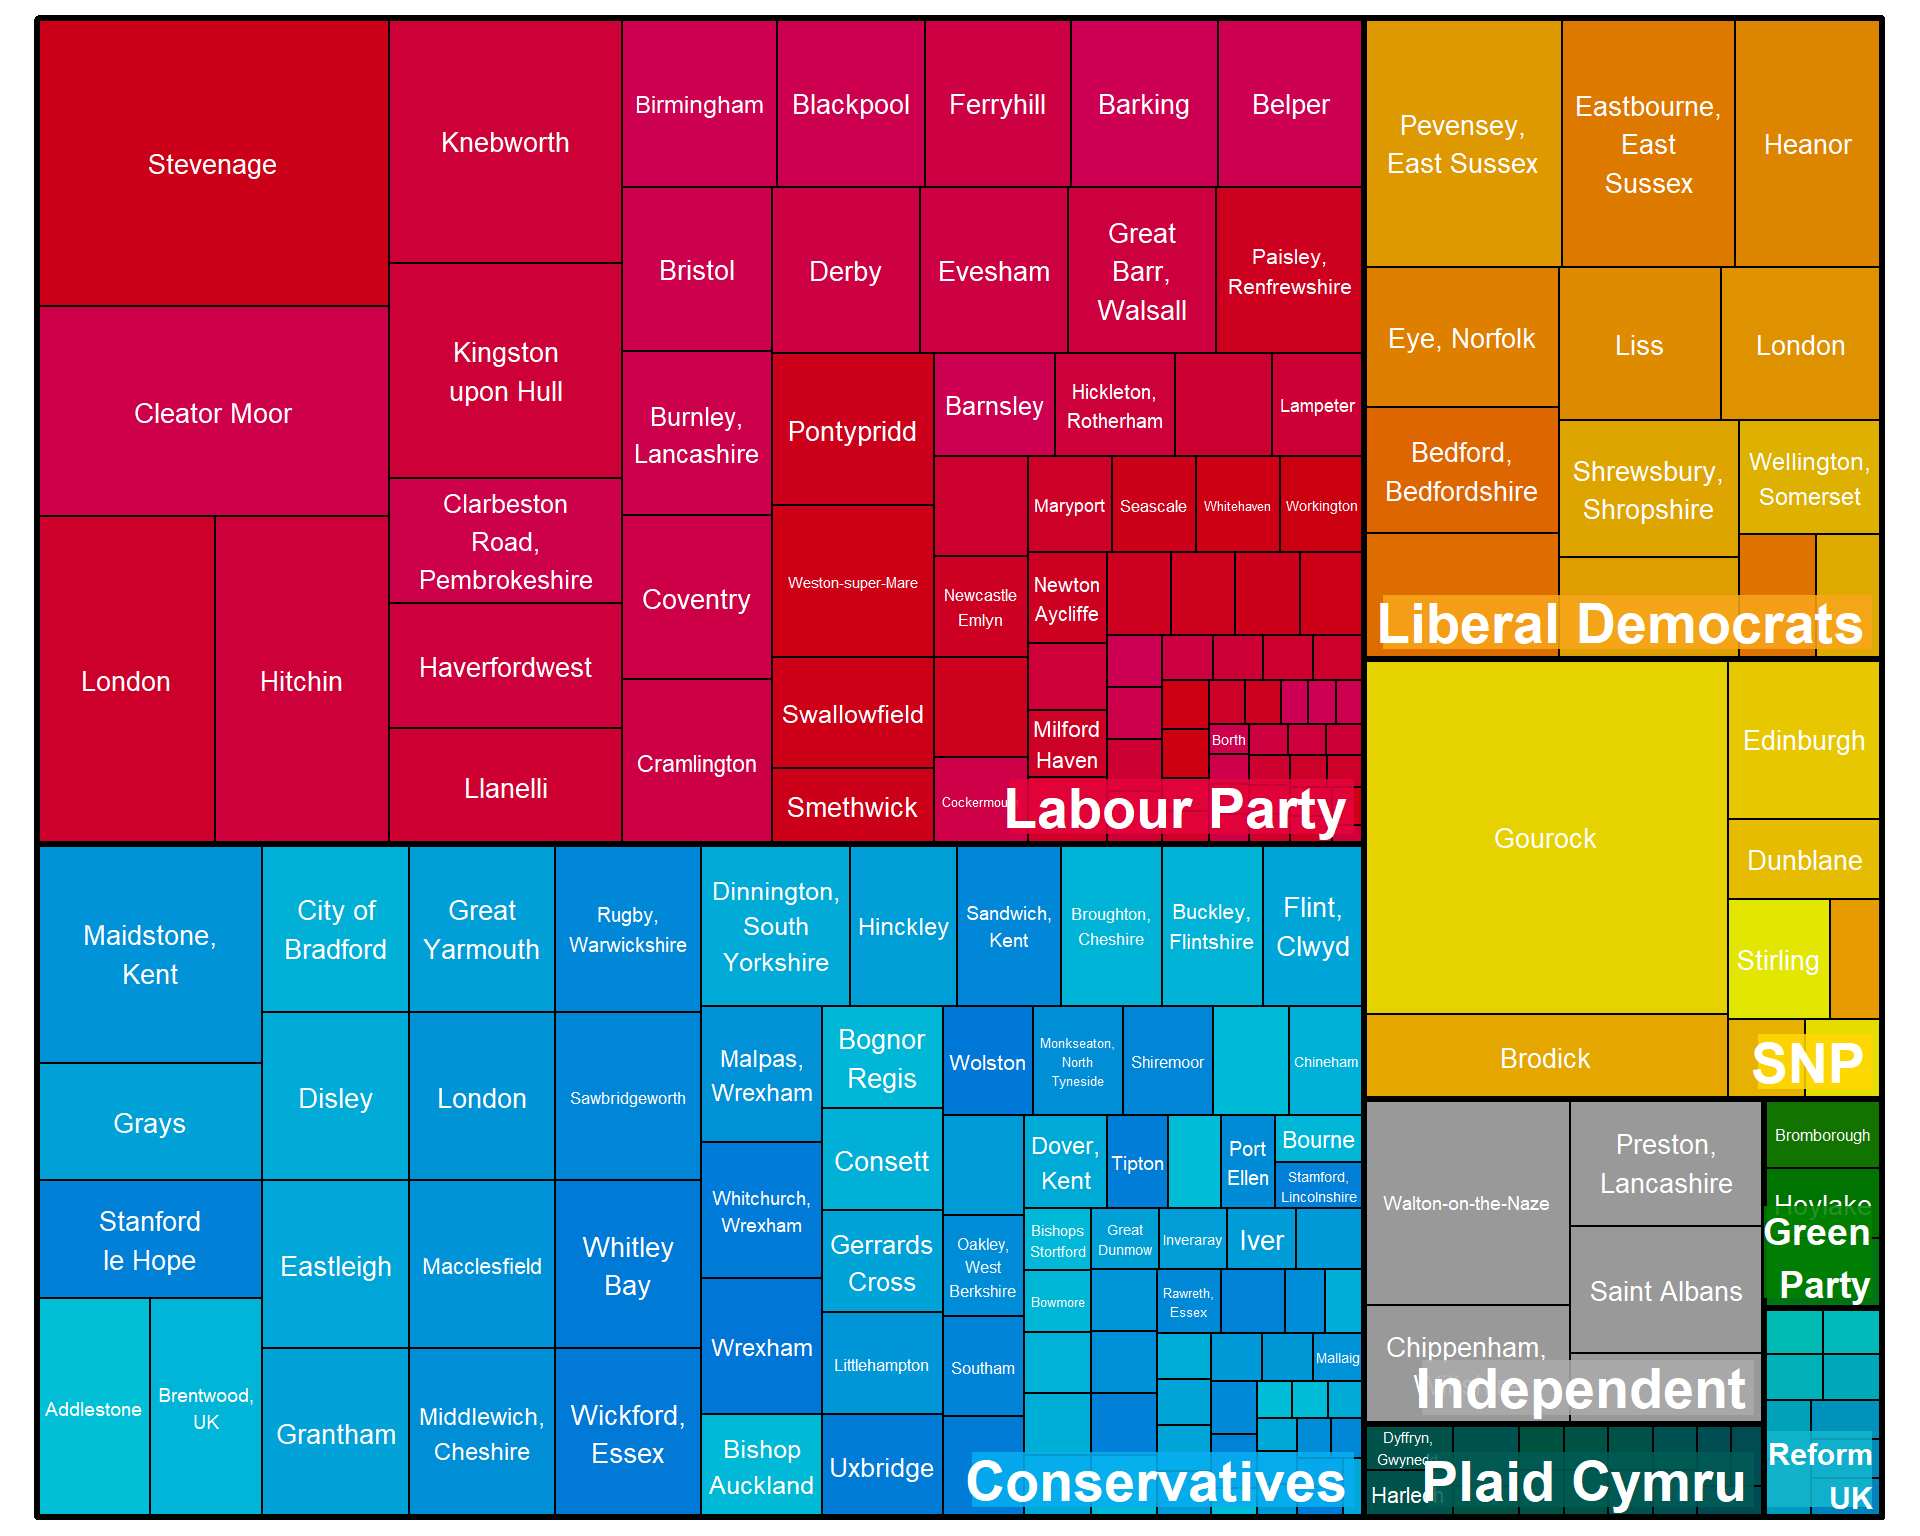 Stevenage
Knebworth
Birmingham
Blackpool
Ferryhill
Barking
Belper
Bristol
Derby
Evesham
Great
Barr,
Walsall
Paisley,
Renfrewshire
Cleator Moor
Kingston
upon Hull
Burnley,
Lancashire
Pontypridd
Barnsley
Hickleton,
Rotherham
Lampeter
Clarbeston
Road,
Pembrokeshire
Maryport
Seascale
Whitehaven
Workington
London
Hitchin
Haverfordwest
Coventry
Weston-super-Mare
Newcastle
Emlyn
Newton
Aycliffe
Llanelli
Cramlington
Swallowfield
Smethwick
Milford
Haven
Borth
Labour Party
Pevensey,
East Sussex
Eastbourne,
East
Sussex
Heanor
Eye, Norfolk
Liss
London
Bedford,
Bedfordshire
Shrewsbury,
Shropshire
Wellington,
Somerset
Liberal Democrats
Gourock
Edinburgh
Dunblane
Stirling
Brodick
SNP
Maidstone,
Kent
City of
Bradford
Great
Yarmouth
Rugby,
Warwickshire
Dinnington,
South
Yorkshire
Hinckley
Sandwich,
Kent
Broughton,
Cheshire
Buckley,
Flintshire
Flint,
Clwyd
Grays
Disley
London
Sawbridgeworth
Malpas,
Wrexham
Bognor
Regis
Wolston
Monkseaton,
North
Tyneside
Shiremoor
Chineham
Stanford
le Hope
Eastleigh
Macclesfield
Whitley
Bay
Whitchurch,
Wrexham
Consett
Dover,
Kent
Tipton
Port
Ellen
Bourne
Stamford,
Lincolnshire
Gerrards
Cross
Oakley,
West
Berkshire
Bishops
Stortford
Great
Dunmow
Inveraray
Iver
Bowmore
Rawreth,
Essex
Mallaig
Addlestone
Brentwood,
UK
Grantham
Middlewich,
Cheshire
Wickford,
Essex
Wrexham
Littlehampton
Southam
Bishop
Auckland
Uxbridge
Conservatives
Walton-on-the-Naze
Preston,
Lancashire
Saint Albans
Chippenham,
Independent
Bromborough
Hoylake
Green
Party
Dyffryn,
Plaid Cymru
Reform
UK